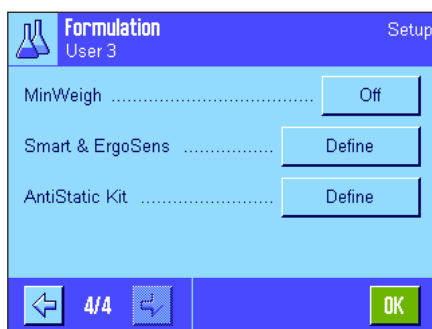 Formulation
Setup
User 3
MinWeigh ..................................... Off
Smart & ErgoSens ................ Define
AntiStatic Kit ........................ Define
4/4
OK